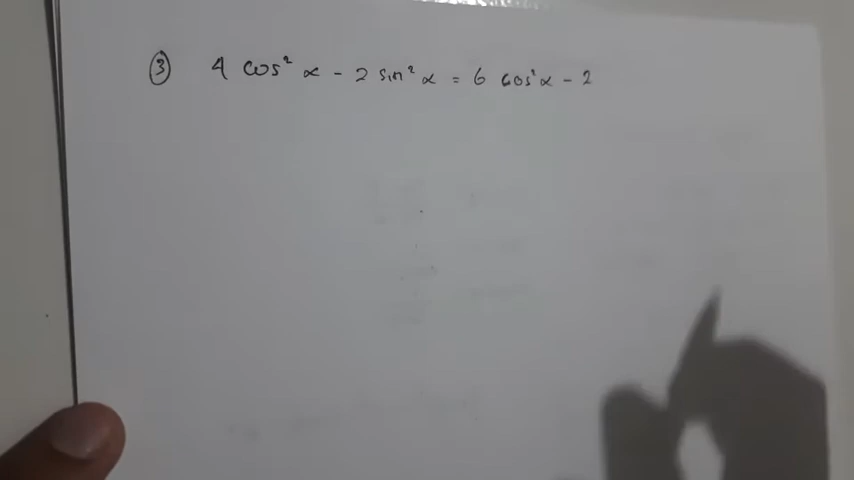 ③ 4 cos² α - 2 sin² α = 6 cos² α - 2